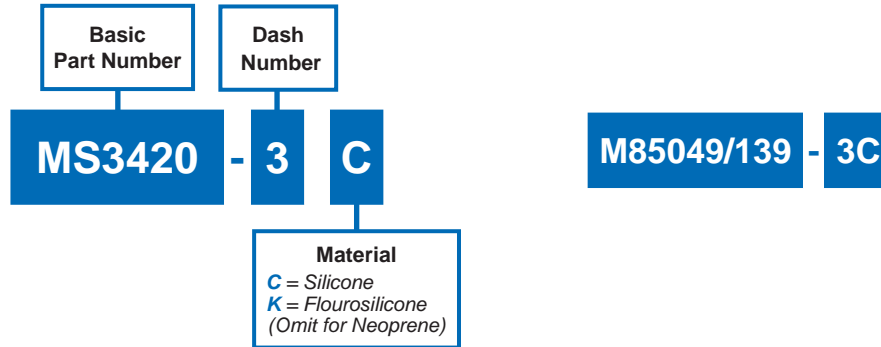 Basic
Part Number
Dash
Number
MS3420 - 3 C
M85049/139 - 3C
Material
C = Silicone
K = Flourosilicone
(Omit for Neoprene)